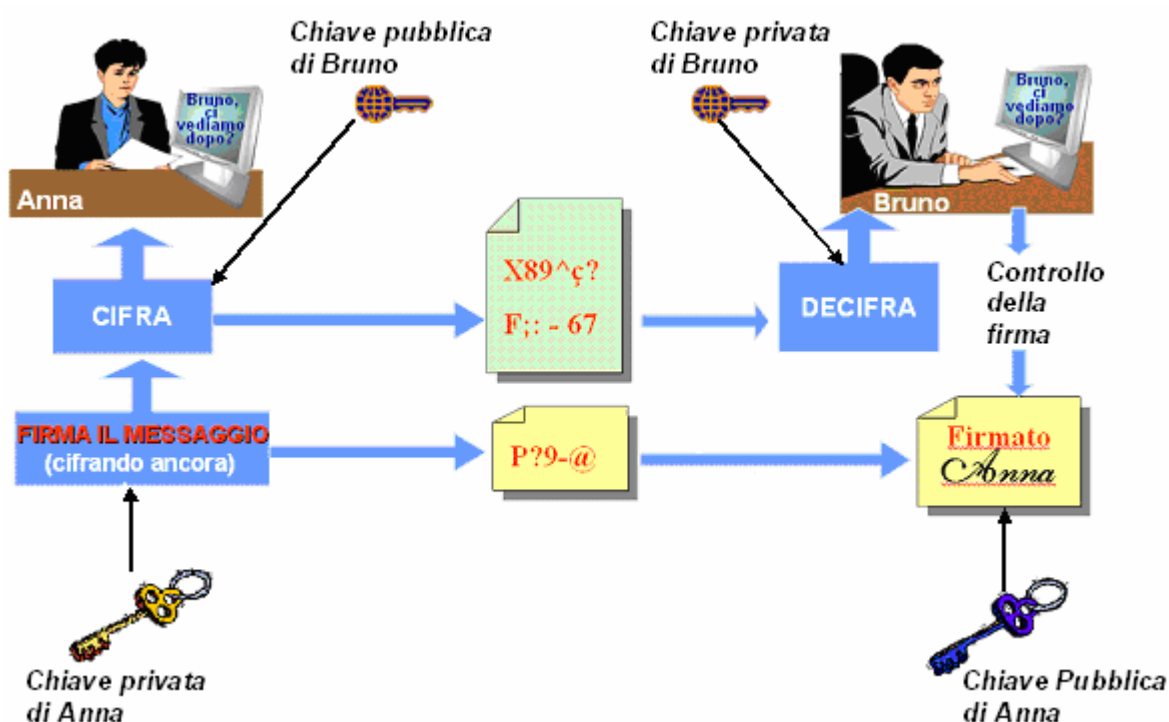 Chiave pubblica
di Bruno
Chiave privata
di Bruno
Bruno,
ci
vediamo
dopo?
Bruno,
ci
vediamo
dopo?
Anna
Bruno
CIFRA
X89^ç?
F;: - 67
DECIFRA
Controllo
della
firma
FIRMA IL MESSAGGIO
(cifrando ancora)
P?9-@
Firmato
Anna
Chiave privata
di Anna
Chiave Pubblica
di Anna